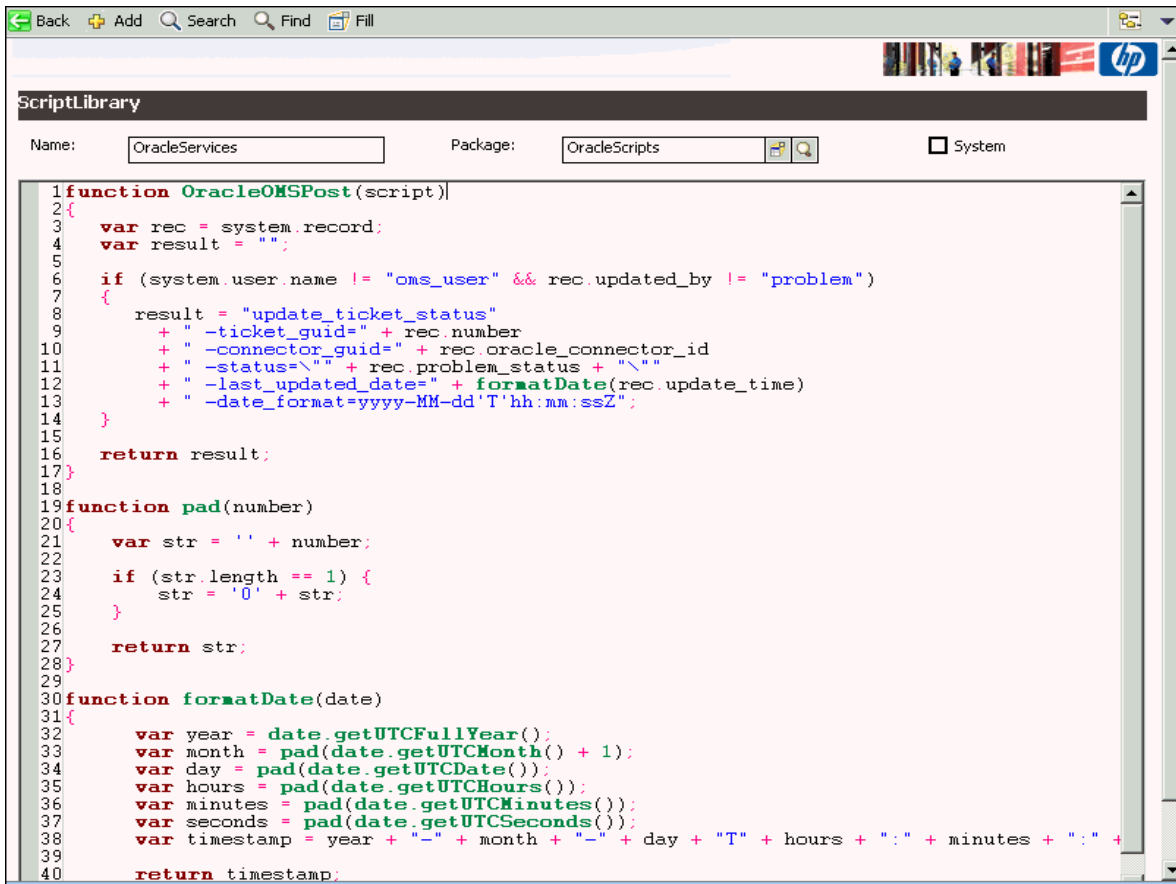 Back Add Search Find Fill
hp
ScriptLibrary
Name: OracleServices Package: OracleScripts System
1 function OracleOMSPost(script)
2 {
3     var rec = system.record;
4     var result = "";
5
6     if (system.user.name != "oms_user" && rec.updated_by != "problem")
7     {
8         result = "update_ticket_status"
9           + " -ticket_guid=" + rec.number
10           + " -connector_guid=" + rec.oracle_connector_id
11           + " -status=\"" + rec.problem_status + "\""
12           + " -last_updated_date=" + formatDate(rec.update_time)
13           + " -date_format=yyyy-MM-dd'T'hh:mm:ssZ";
14     }
15
16     return result;
17 }
18
19 function pad(number)
20 {
21     var str = '' + number;
22
23     if (str.length == 1) {
24         str = '0' + str;
25     }
26
27     return str;
28 }
29
30 function formatDate(date)
31 {
32     var year = date.getUTCFullYear();
33     var month = pad(date.getUTCMonth() + 1);
34     var day = pad(date.getUTCDate());
35     var hours = pad(date.getUTCHours());
36     var minutes = pad(date.getUTCMinutes());
37     var seconds = pad(date.getUTCSeconds());
38     var timestamp = year + "-" + month + "-" + day + "T" + hours + ":" + minutes + ":" +
39
40     return timestamp;